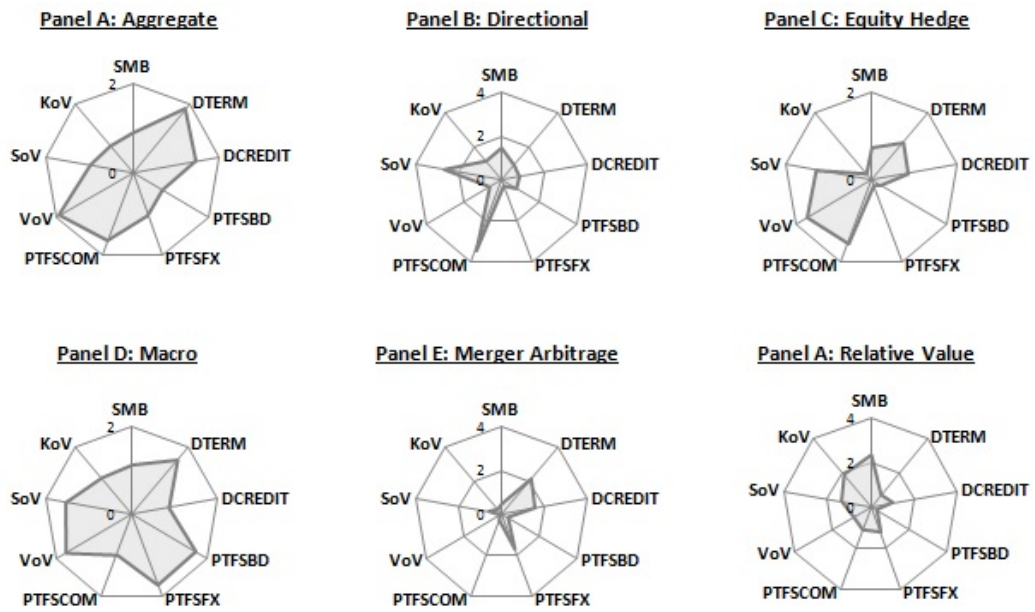 Panel A: Aggregate
SMB
2
DTERM
DCREDIT
PTFSBD
PTFSFX
PTFSCOM
VoV
SoV
KoV
0
Panel B: Directional
SMB
4
2
0
DTERM
DCREDIT
PTFSBD
PTFSFX
PTFSCOM
VoV
SoV
KoV
Panel C: Equity Hedge
SMB
2
0
DTERM
DCREDIT
PTFSBD
PTFSFX
PTFSCOM
VoV
SoV
KoV
Panel D: Macro
SMB
2
0
DTERM
DCREDIT
PTFSBD
PTFSFX
PTFSCOM
VoV
SoV
KoV
Panel E: Merger Arbitrage
SMB
4
2
0
DTERM
DCREDIT
PTFSBD
PTFSFX
PTFSCOM
VoV
SoV
KoV
Panel A: Relative Value
SMB
4
2
0
DTERM
DCREDIT
PTFSBD
PTFSFX
PTFSCOM
VoV
SoV
KoV